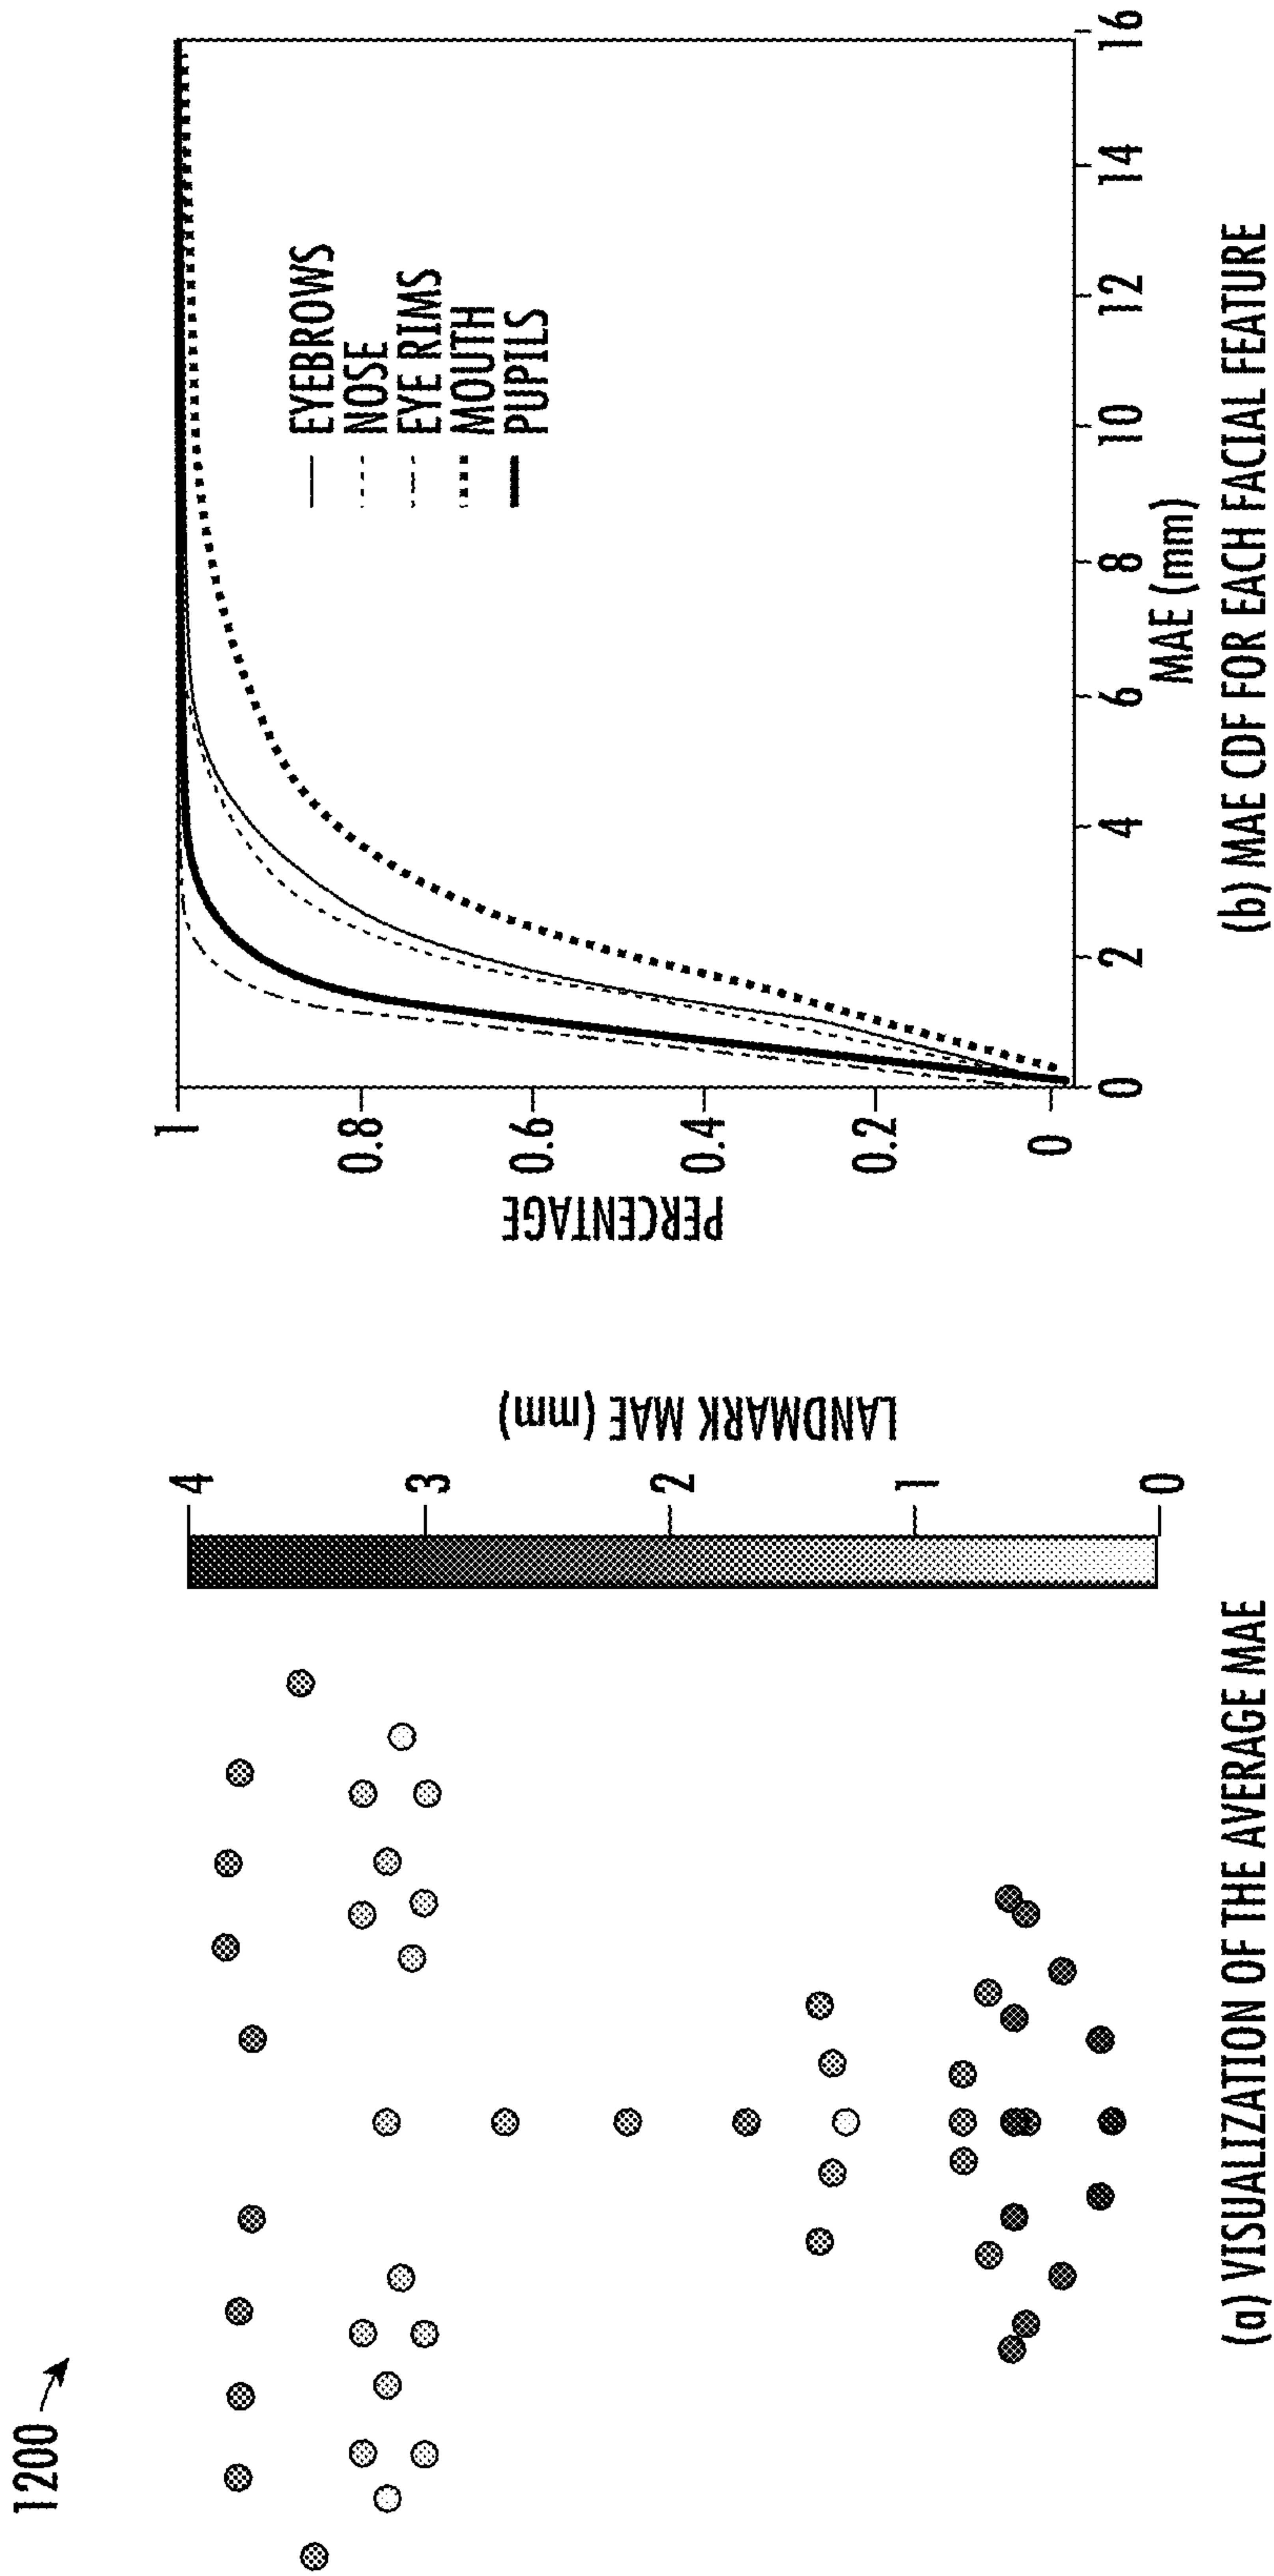 1200
4
3
2
1
0
LANDMARK MAE (mm)
(a) VISUALIZATION OF THE AVERAGE MAE
PERCENTAGE
1
0.8
0.6
0.4
0.2
0
EYEBROWS
NOSE
EYE RIMS
MOUTH
PUPILS
0 2 4 6 8 10 12 14 16
MAE (mm)
(b) MAE CDF FOR EACH FACIAL FEATURE